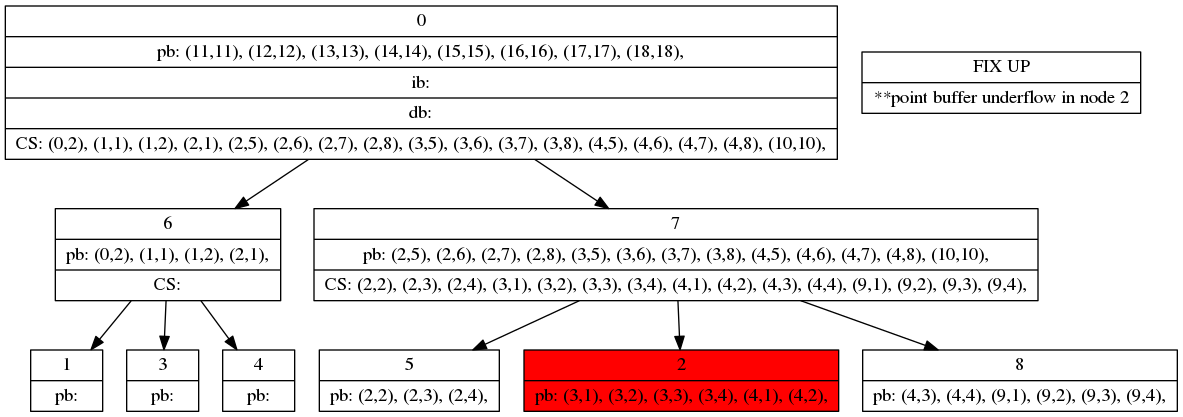 0
pb: (11,11), (12,12), (13,13), (14,14), (15,15), (16,16), (17,17), (18,18),
ib:
db:
CS: (0,2), (1,1), (1,2), (2,1), (2,5), (2,6), (2,7), (2,8), (3,5), (3,6), (3,7), (3,8), (4,5), (4,6), (4,7), (4,8), (10,10),
FIX UP
**point buffer underflow in node 2
6
pb: (0,2), (1,1), (1,2), (2,1),
CS:
7
pb: (2,5), (2,6), (2,7), (2,8), (3,5), (3,6), (3,7), (3,8), (4,5), (4,6), (4,7), (4,8), (10,10),
CS: (2,2), (2,3), (2,4), (3,1), (3,2), (3,3), (3,4), (4,1), (4,2), (4,3), (4,4), (9,1), (9,2), (9,3), (9,4),
1
pb:
3
pb:
4
pb:
5
pb: (2,2), (2,3), (2,4),
2
pb: (3,1), (3,2), (3,3), (3,4), (4,1), (4,2),
8
pb: (4,3), (4,4), (9,1), (9,2), (9,3), (9,4),